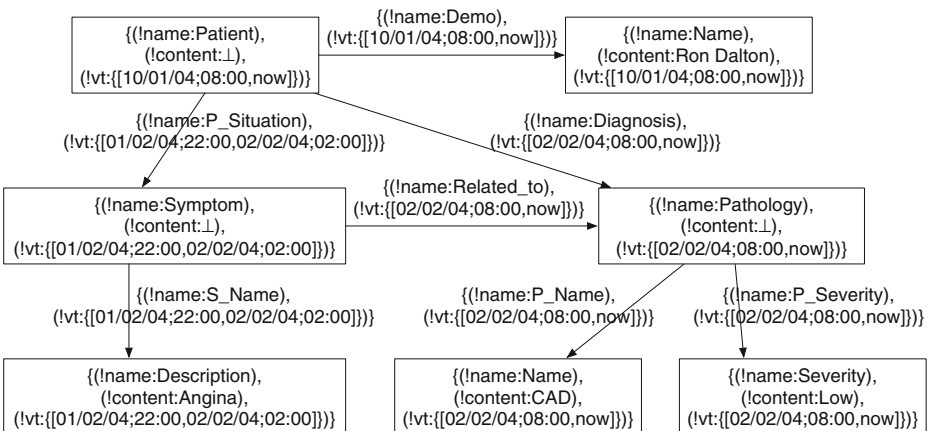 {(!name:Patient),
(!content:⊥),
(!vt:{[10/01/04;08:00,now]})}
{(!name:Demo),
(!vt:{[10/01/04;08:00,now]})}
{(!name:Name),
(!content:Ron Dalton),
(!vt:{[10/01/04;08:00,now]})}
{(!name:P_Situation),
(!vt:{[01/02/04;22:00,02/02/04;02:00]})}
{(!name:Diagnosis),
(!vt:{[02/02/04;08:00,now]})}
{(!name:Symptom),
(!content:⊥),
(!vt:{[01/02/04;22:00,02/02/04;02:00]})}
{(!name:Related_to),
(!vt:{[02/02/04;08:00,now]})}
{(!name:Pathology),
(!content:⊥),
(!vt:{[02/02/04;08:00,now]})}
{(!name:S_Name),
(!vt:{[01/02/04;22:00,02/02/04;02:00]})}
{(!name:P_Name),
(!vt:{[02/02/04;08:00,now]})}
{(!name:P_Severity),
(!vt:{[02/02/04;08:00,now]})}
{(!name:Description),
(!content:Angina),
(!vt:{[01/02/04;22:00,02/02/04;02:00]})}
{(!name:Name),
(!content:CAD),
(!vt:{[02/02/04;08:00,now]})}
{(!name:Severity),
(!content:Low),
(!vt:{[02/02/04;08:00,now]})}